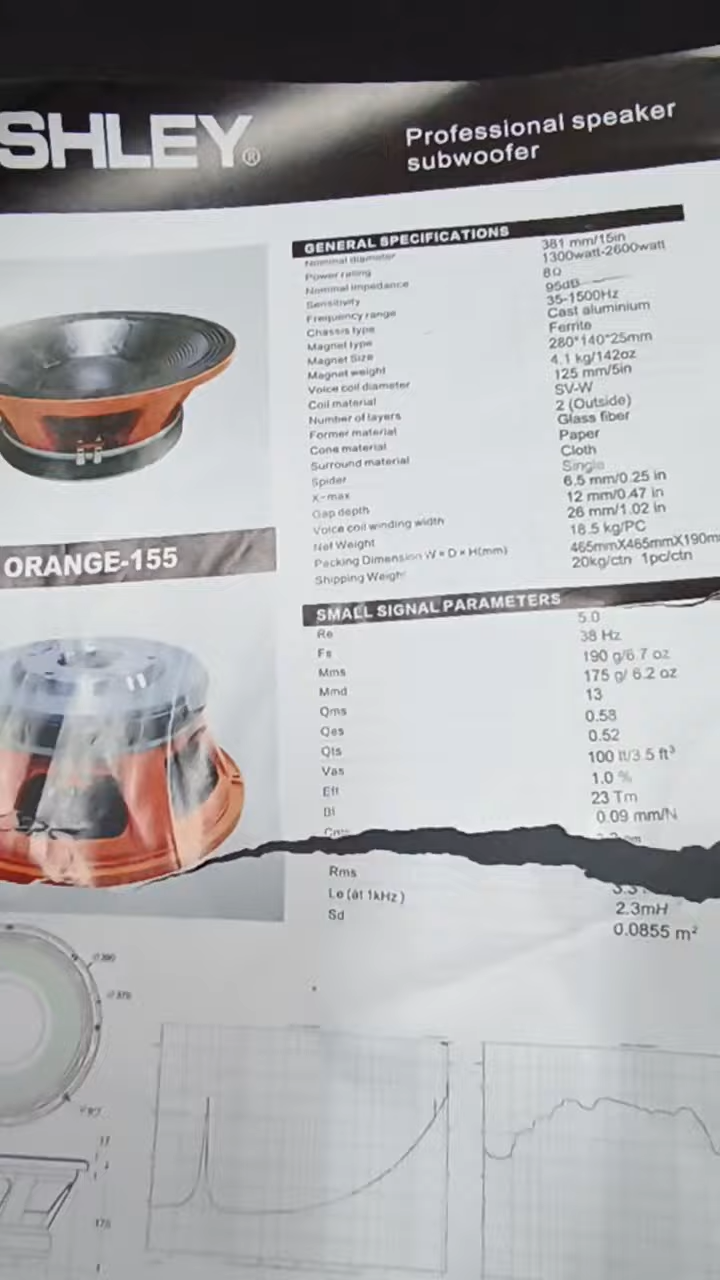 SHLEY®
Professional speaker
subwoofer
GENERAL SPECIFICATIONS
Nominal diameter 381 mm/15in
Power rating 1300watt-2600watt
Nominal impedance 8Ω
Sensitivity 95dB
Frequency range 35-1500Hz
Chassis type Cast aluminium
Magnet type Ferrite
Magnet Size 280*140*25mm
Magnet weight 4.1 kg/142oz
Voice coil diameter 125 mm/5in
Coil material SV-W
Number of layers 2 (Outside)
Former material Glass fiber
Cone material Paper
Surround material Cloth
Spider Single
X-max 6.5 mm/0.25 in
Gap depth 12 mm/0.47 in
Voice coil winding width 26 mm/1.02 in
Net Weight 18.5 kg/PC
Packing Dimension W × D × H(mm) 465mmX465mmX190m
Shipping Weigh 20kg/ctn 1pc/ctn
ORANGE-155
SMALL SIGNAL PARAMETERS
Re 5.0
Fs 38 Hz
Mms 190 g/6.7 oz
Mmd 175 g/ 6.2 oz
Qms 13
Qes 0.58
Qts 0.52
Vas 100 lt/3.5 ft³
Eff 1.0 %
Bl 23 Tm
0.09 mm/N
Rms
Le (at 1kHz) 2.3mH
Sd 0.0855 m²